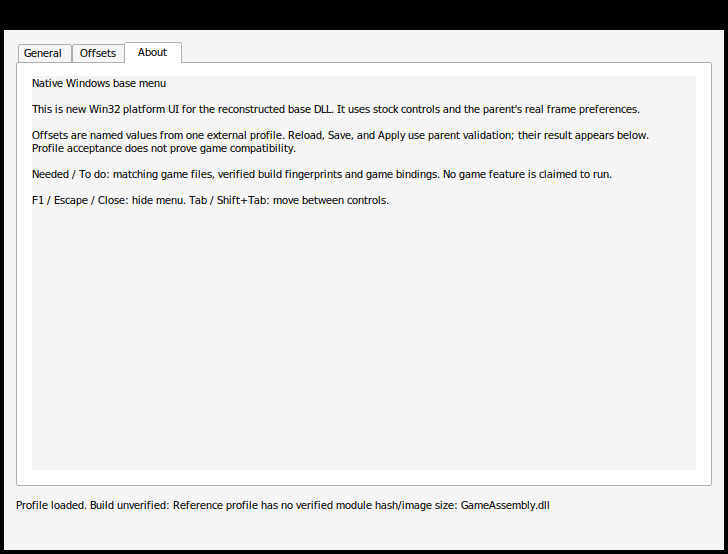 General Offsets About
Native Windows base menu
This is new Win32 platform UI for the reconstructed base DLL. It uses stock controls and the parent's real frame preferences.
Offsets are named values from one external profile. Reload, Save, and Apply use parent validation; their result appears below.
Profile acceptance does not prove game compatibility.
Needed / To do: matching game files, verified build fingerprints and game bindings. No game feature is claimed to run.
F1 / Escape / Close: hide menu. Tab / Shift+Tab: move between controls.
Profile loaded. Build unverified: Reference profile has no verified module hash/image size: GameAssembly.dll